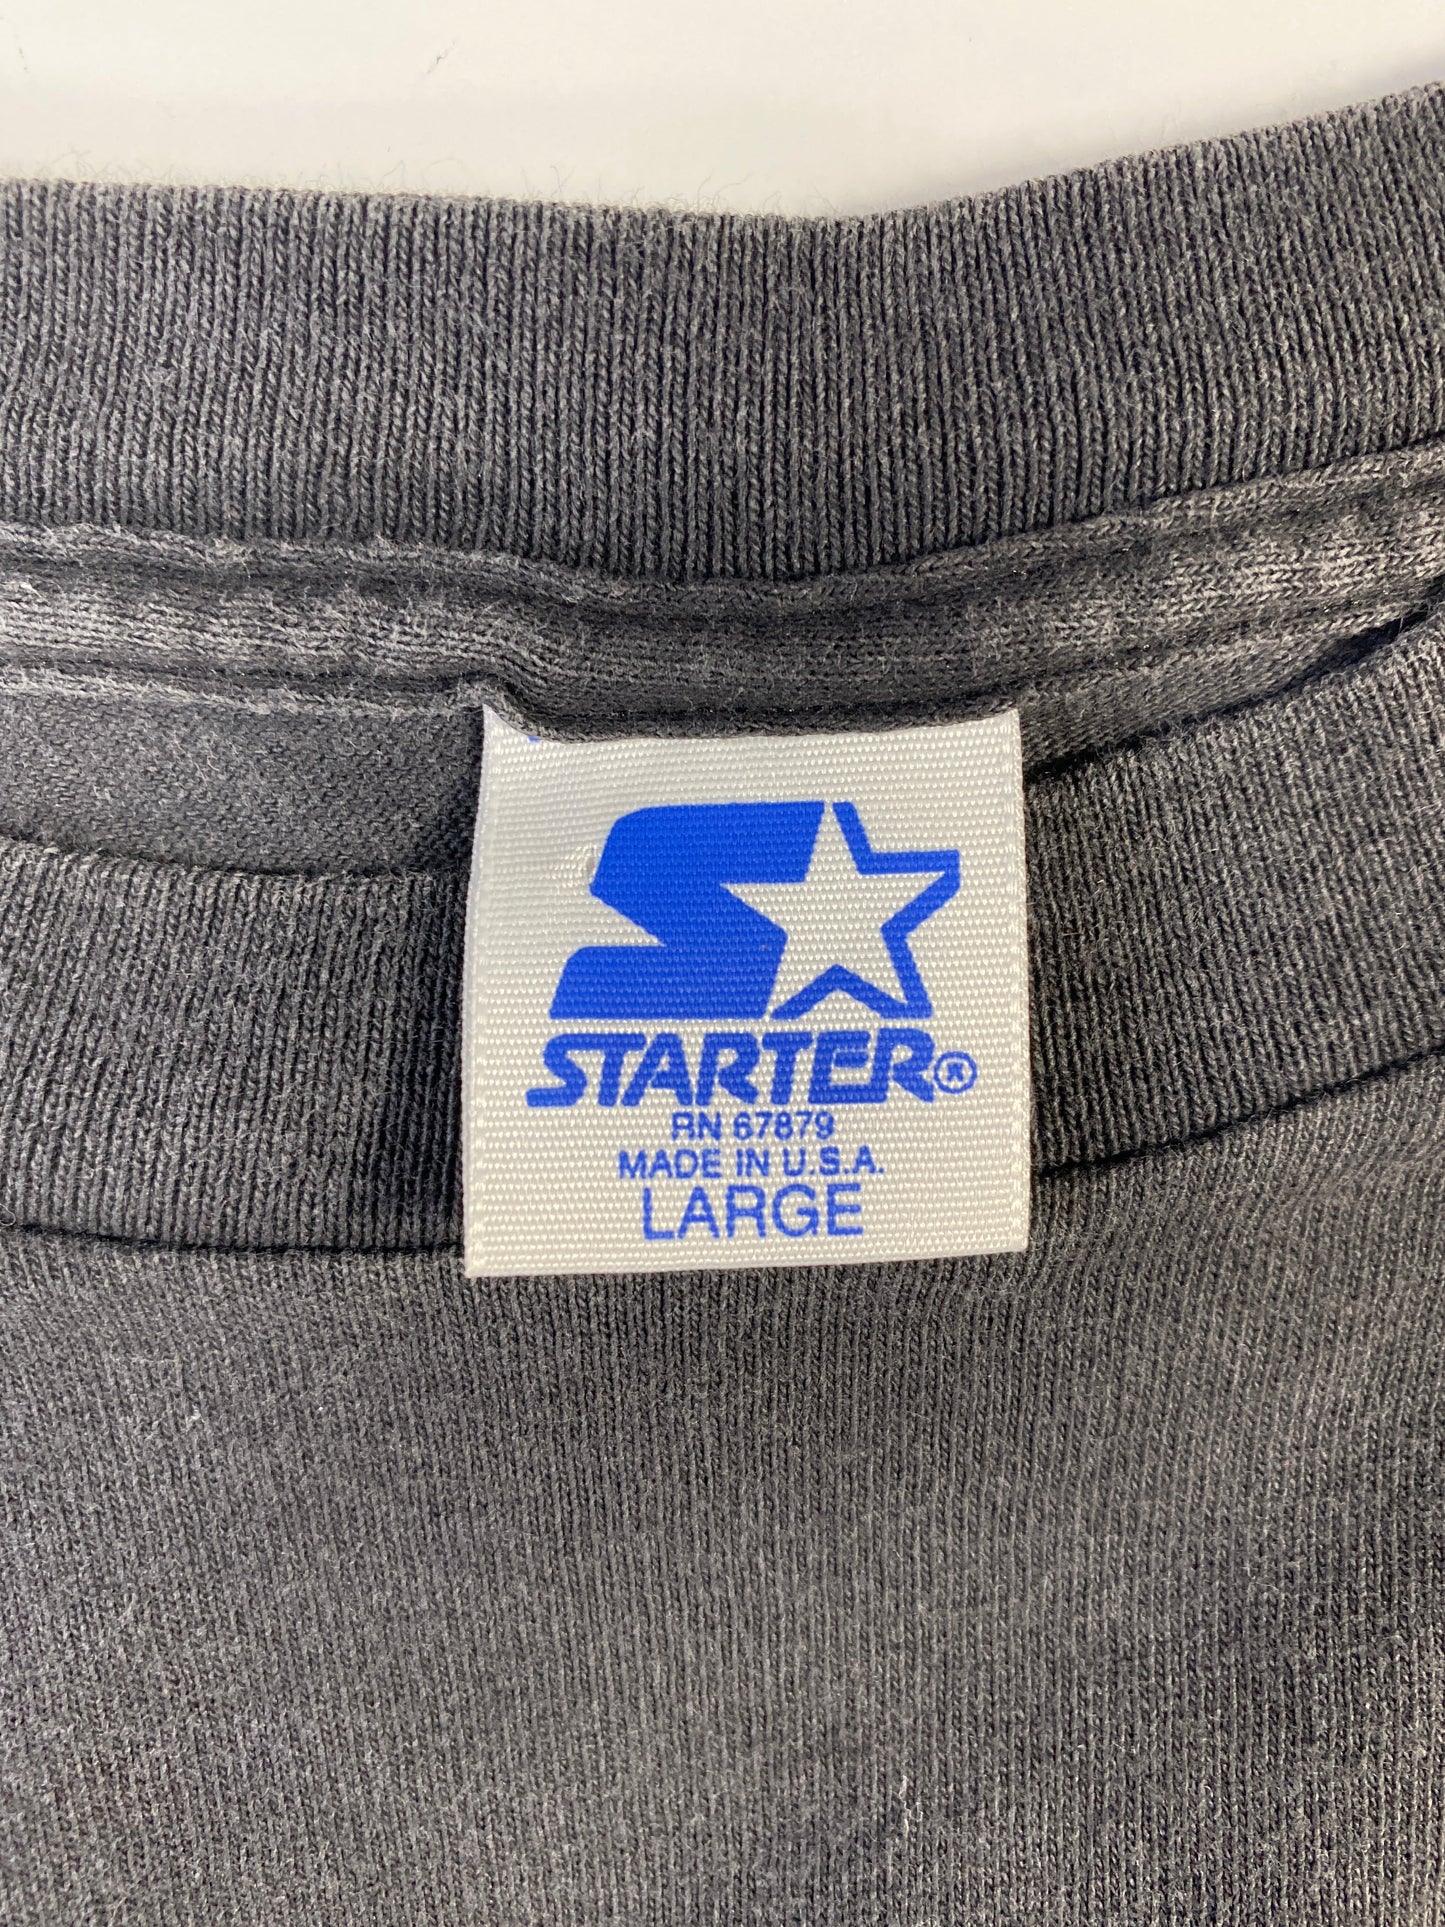 STARTER®
RN 67879
MADE IN U.S.A.
LARGE